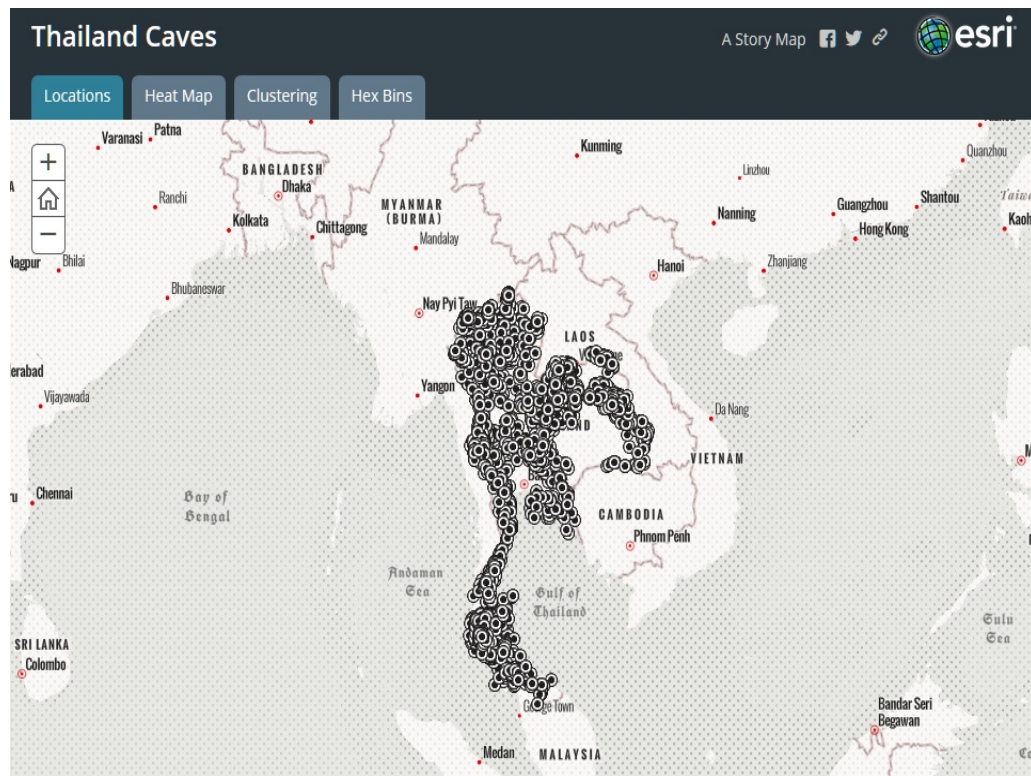 Thailand Caves
A Story Map
esri
Locations
Heat Map
Clustering
Hex Bins
+
−
Varanasi
Patna
Kunming
Quanzhou
BANGLADESH
Dhaka
Linzhou
Ranchi
MYANMAR
(BURMA)
Guangzhou
Shantou
Kolkata
Chittagong
Nanning
Hong Kong
Mandalay
Bhilai
Hanoi
Zhanjiang
Bhubaneswar
Nay Pyi Taw
LAOS
Yangon
Vijayawada
Da Nang
VIETNAM
Chennai
Bay of
Bengal
CAMBODIA
Phnom Penh
Andaman
Sea
Gulf of
Thailand
Sulu
Sea
SRI LANKA
Colombo
Bandar Seri
Begawan
Medan
MALAYSIA